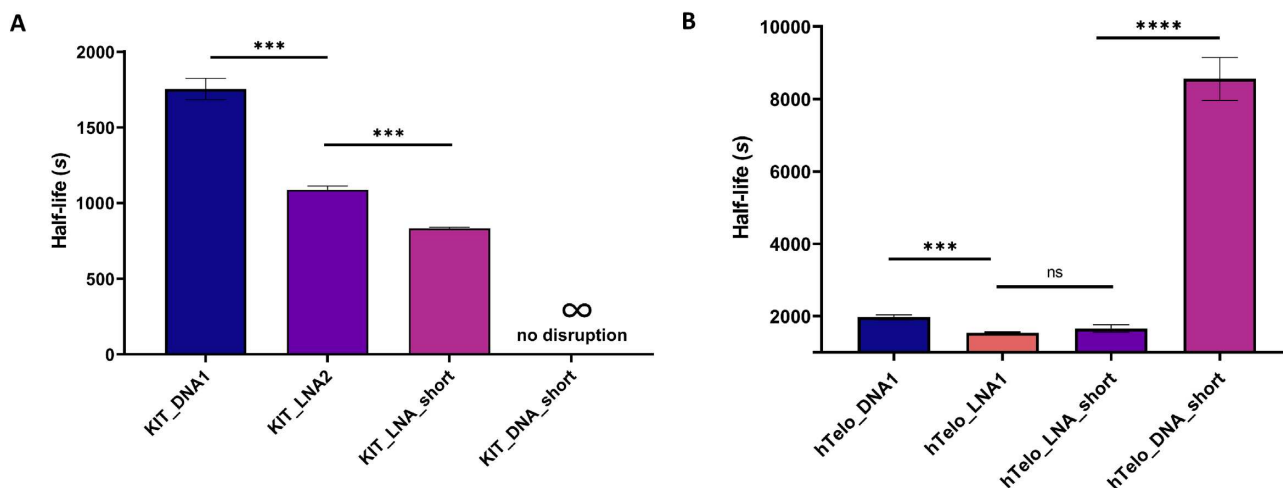 A
Half-life (s)
2000
1500
1000
500
0
***
***
∞
no disruption
KIT_DNA1
KIT_LNA2
KIT_LNA_short
KIT_DNA_short
B
Half-life (s)
10000
8000
6000
4000
2000
***
ns
****
hTelo_DNA1
hTelo_LNA1
hTelo_LNA_short
hTelo_DNA_short